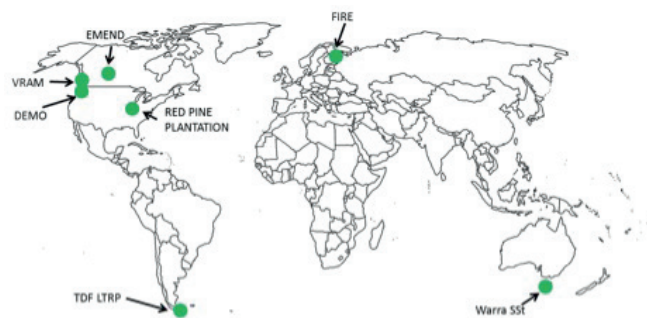 FIRE
EMEND
VRAM
DEMO
RED PINE
PLANTATION
TDF LTRP
Warra SSt